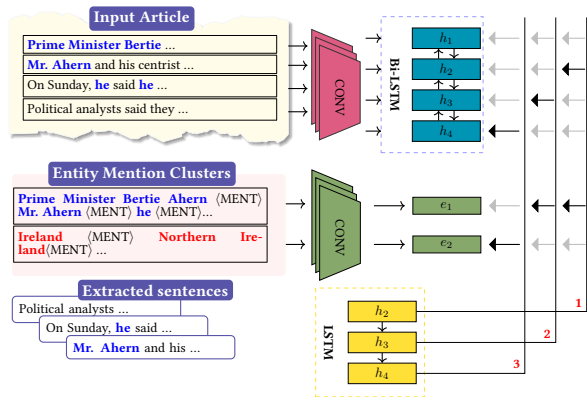 Input Article
Prime Minister Bertie ...
Mr. Ahern and his centrist ...
On Sunday, he said he ...
Political analysts said they ...
CONV
Bi-LSTM
h1
h2
h3
h4
Entity Mention Clusters
Prime Minister Bertie Ahern ⟨MENT⟩
Mr. Ahern ⟨MENT⟩ he ⟨MENT⟩...
Ireland ⟨MENT⟩ Northern Ire-
land⟨MENT⟩ ...
CONV
e1
e2
Extracted sentences
Political analysts ...
On Sunday, he said ...
Mr. Ahern and his ...
LSTM
h2
h3
h4
1
2
3